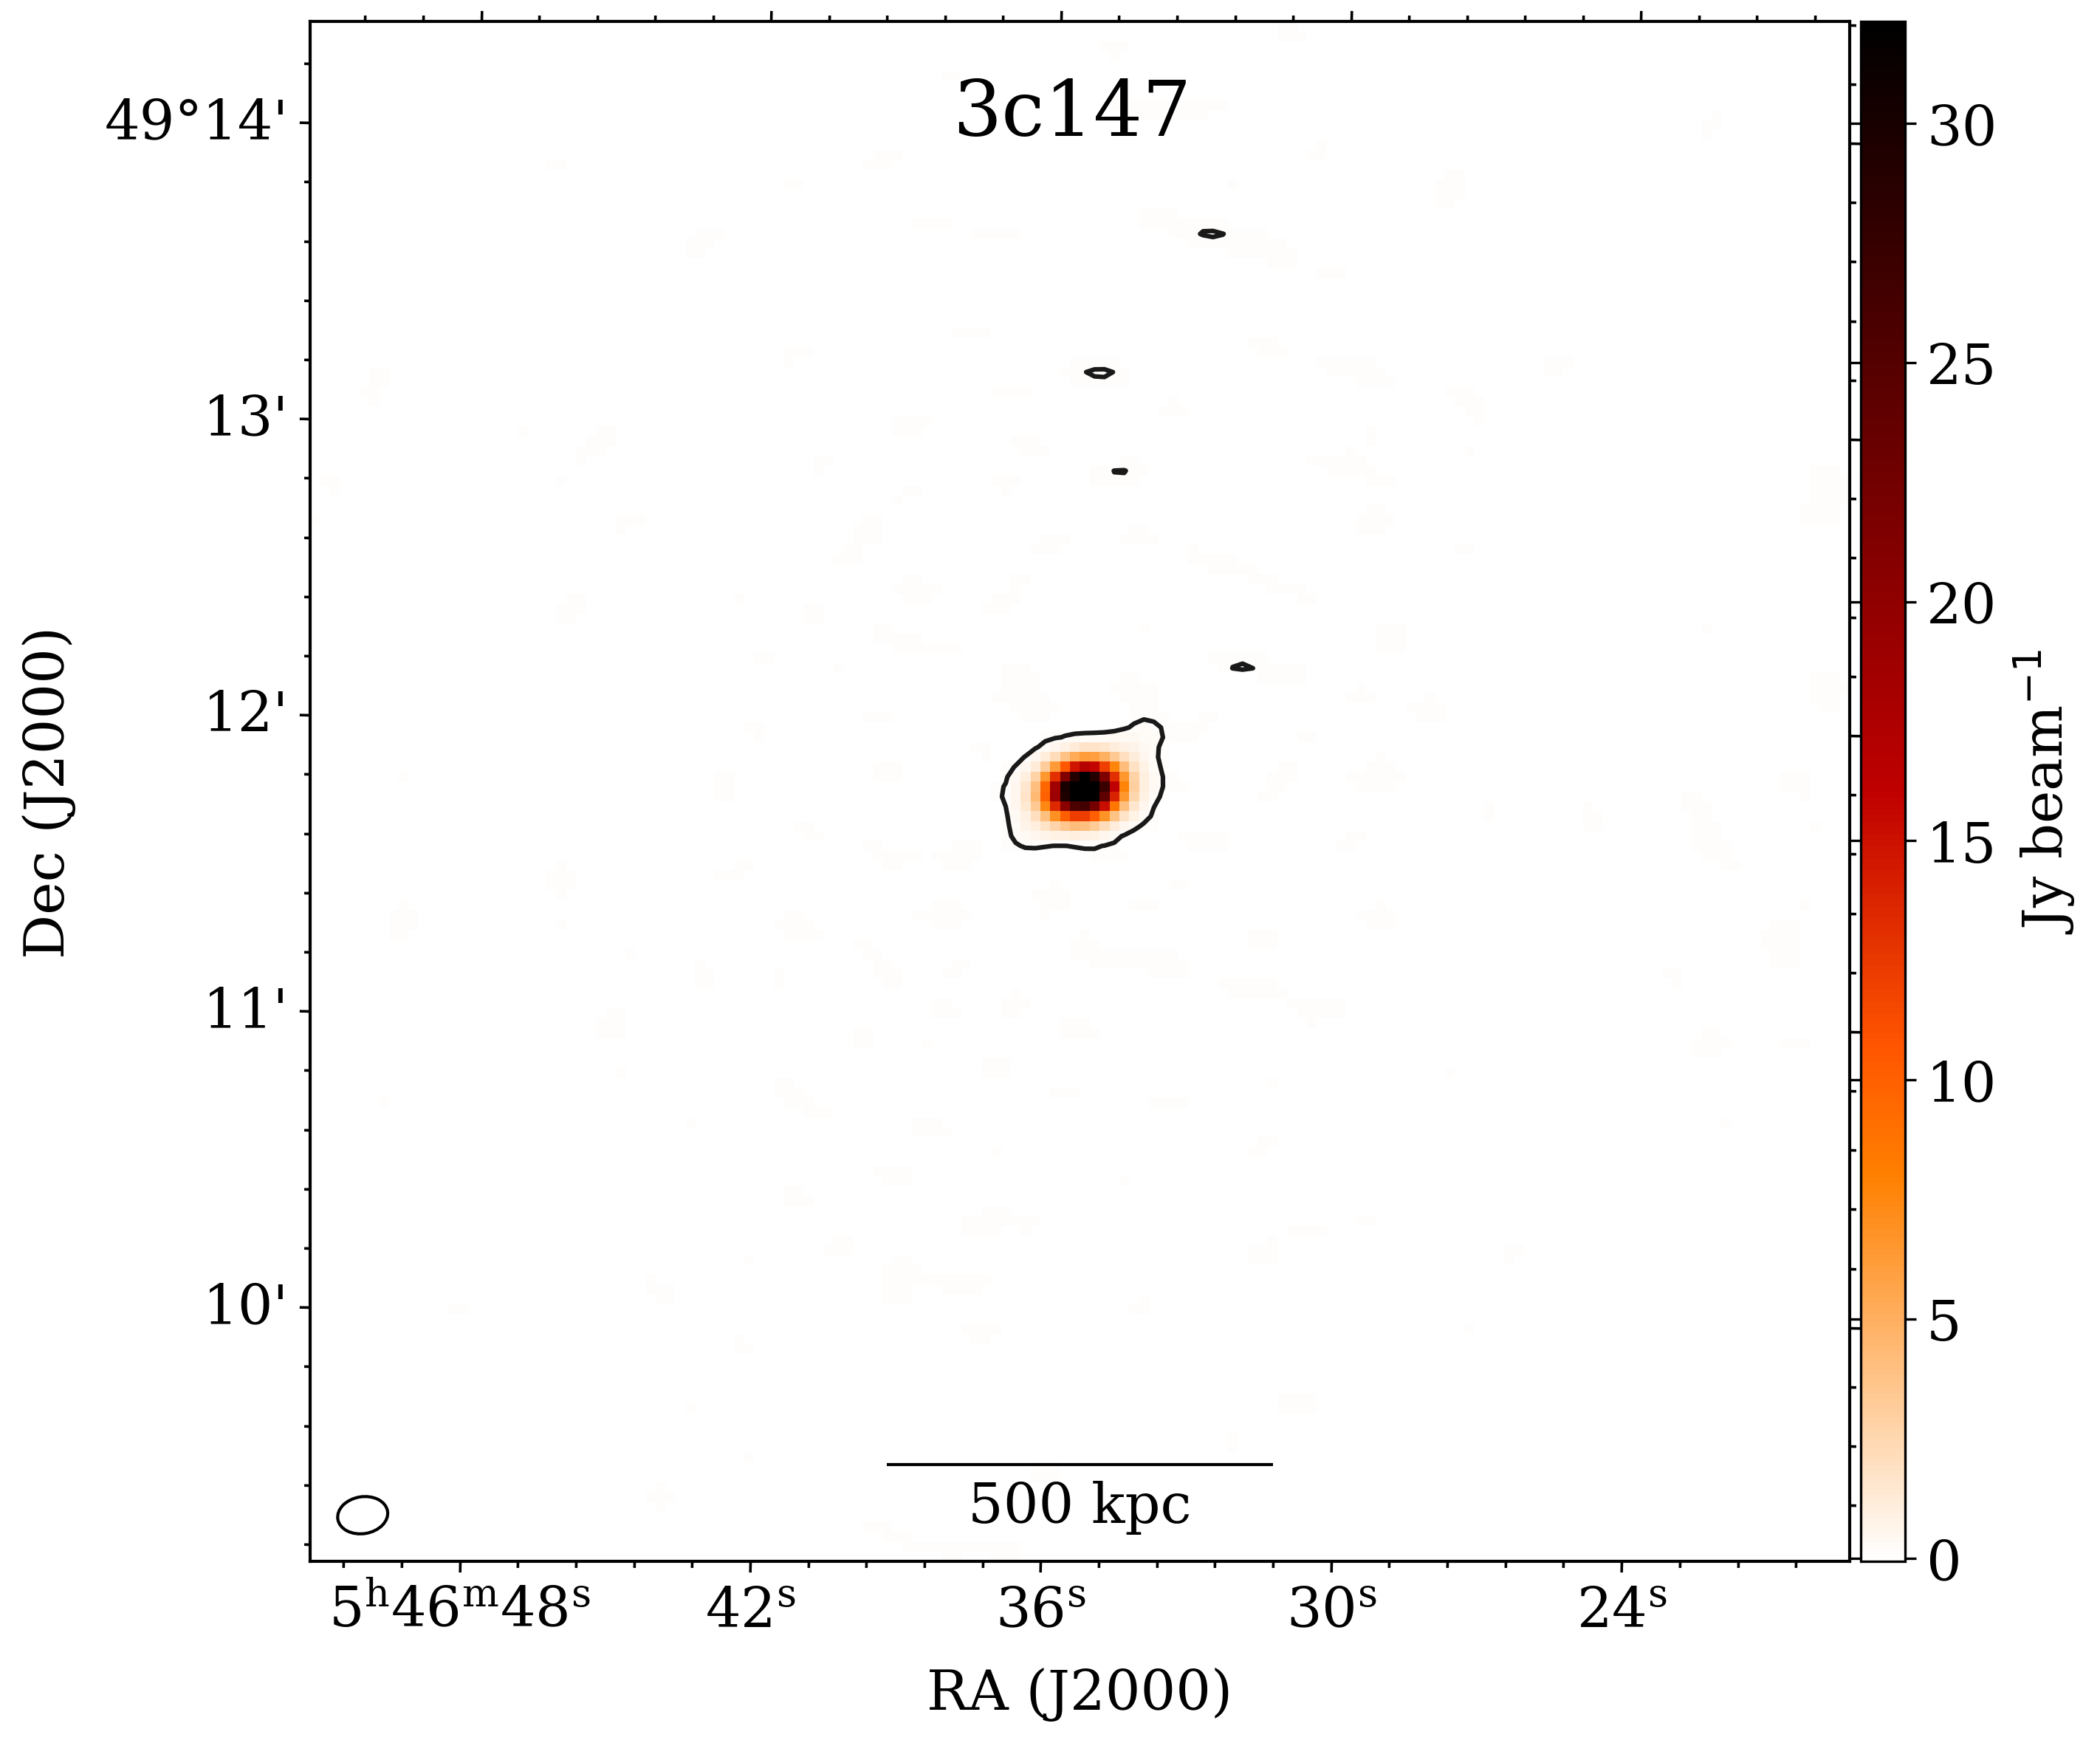 3c147
49°14'
13'
12'
11'
10'
Dec (J2000)
500 kpc
5ʰ46ᵐ48ˢ 42ˢ 36ˢ 30ˢ 24ˢ
RA (J2000)
30
25
20
15
10
5
0
Jy beam⁻¹